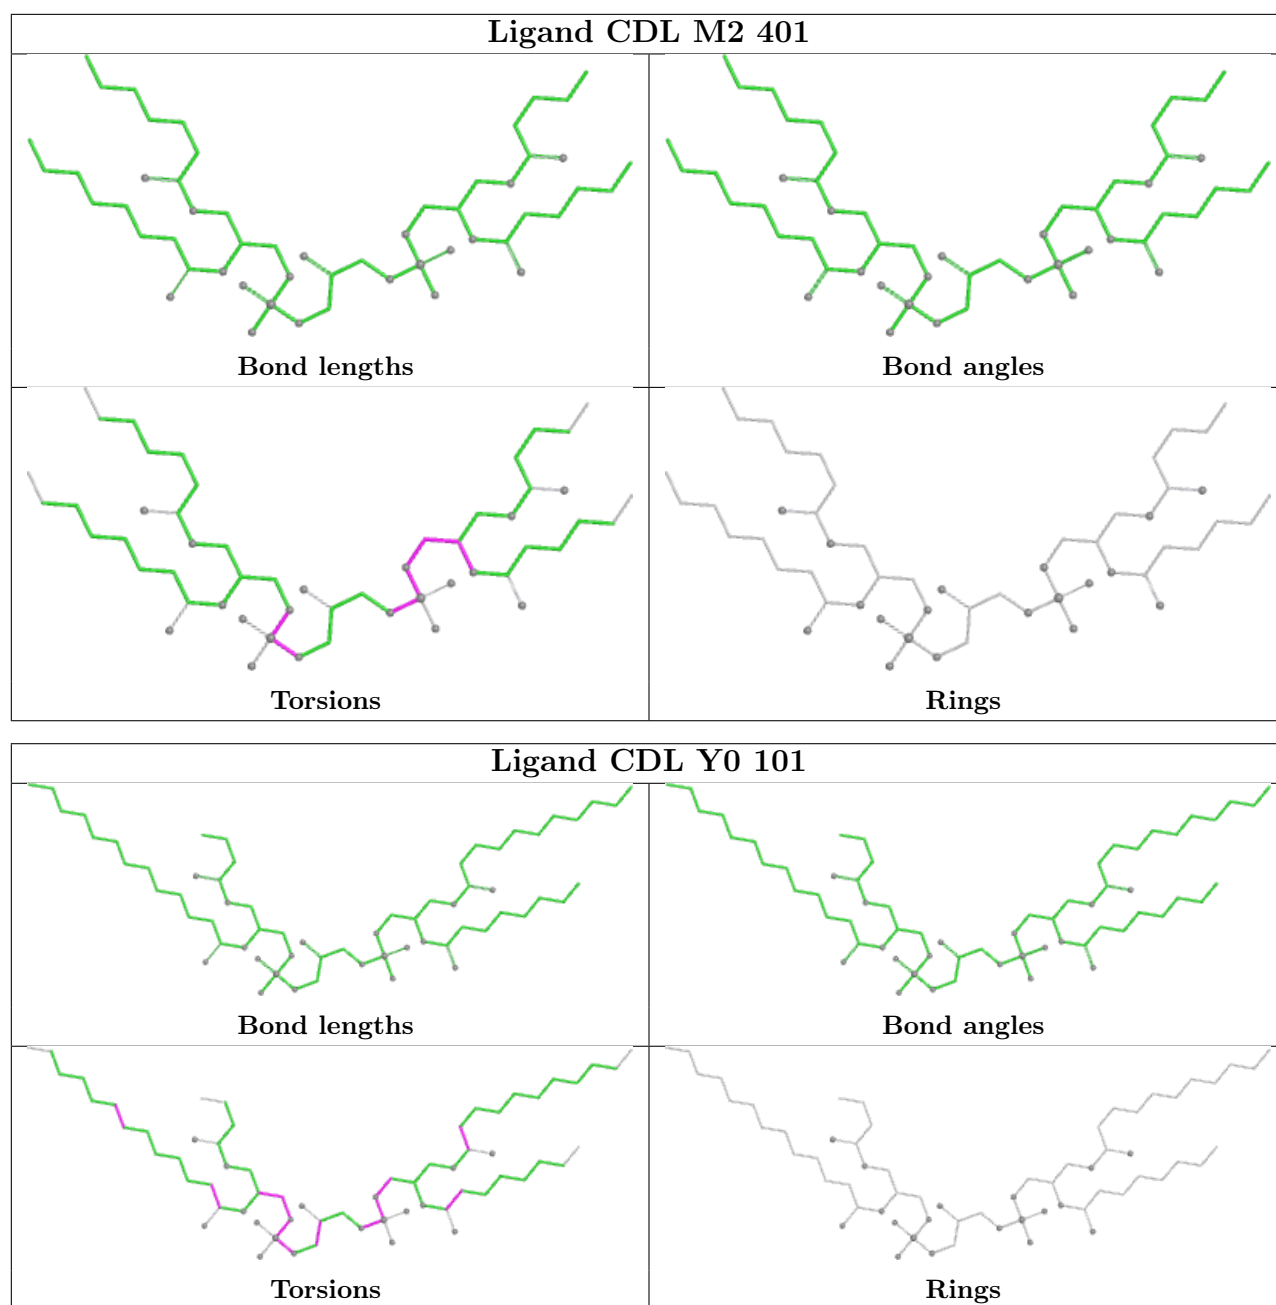 Ligand CDL M2 401
Bond lengths
Bond angles
Torsions
Rings
Ligand CDL Y0 101
Bond lengths
Bond angles
Torsions
Rings